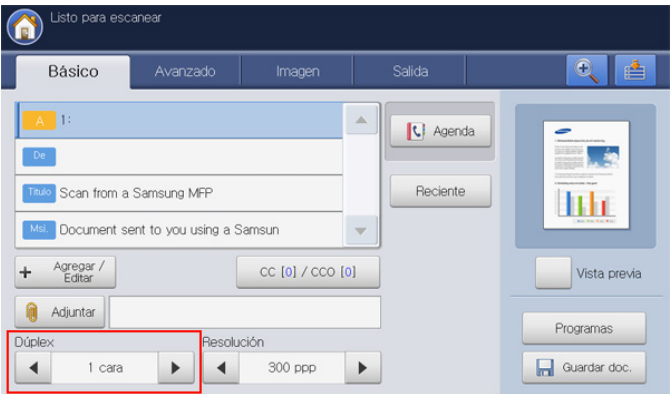 Listo para escanear
Básico
Avanzado
Imagen
Salida
A 1:
De
Título Scan from a Samsung MFP
Msj. Document sent to you using a Samsun
Agenda
Reciente
+ Agregar /
Editar
CC [0] / CCO [0]
Adjuntar
Vista previa
Dúplex
1 cara
Resolución
300 ppp
Programas
Guardar doc.